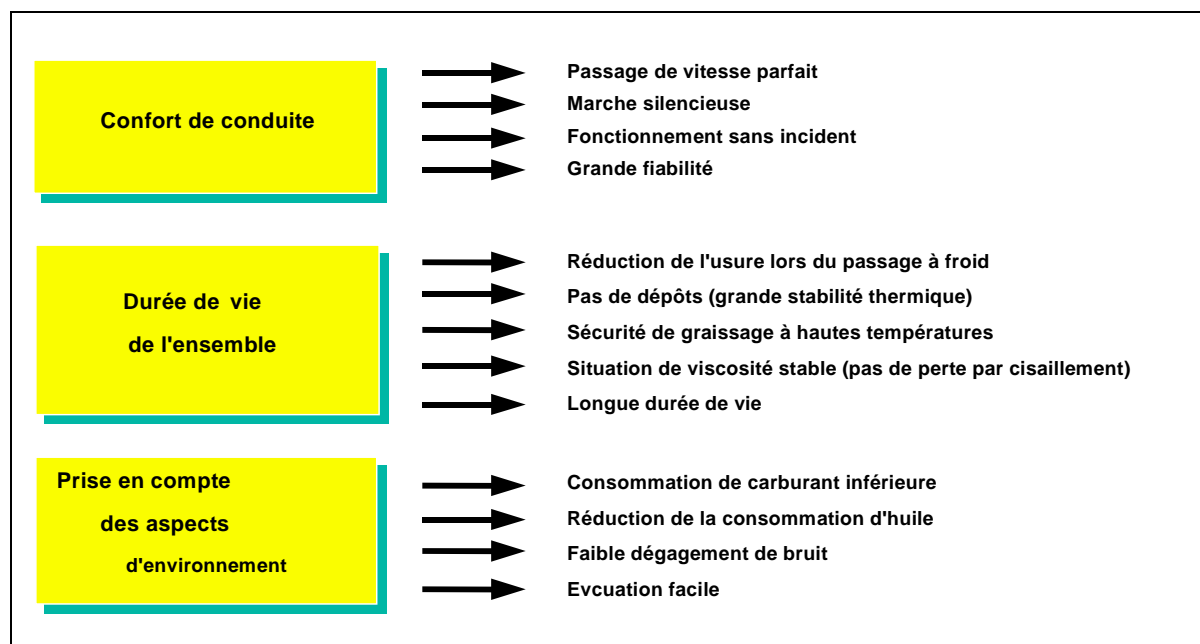 Confort de conduite
Passage de vitesse parfait
Marche silencieuse
Fonctionnement sans incident
Grande fiabilité
Durée de vie
de l'ensemble
Réduction de l'usure lors du passage à froid
Pas de dépôts (grande stabilité thermique)
Sécurité de graissage à hautes températures
Situation de viscosité stable (pas de perte par cisaillement)
Longue durée de vie
Prise en compte
des aspects
d'environnement
Consommation de carburant inférieure
Réduction de la consommation d'huile
Faible dégagement de bruit
Evcuation facile